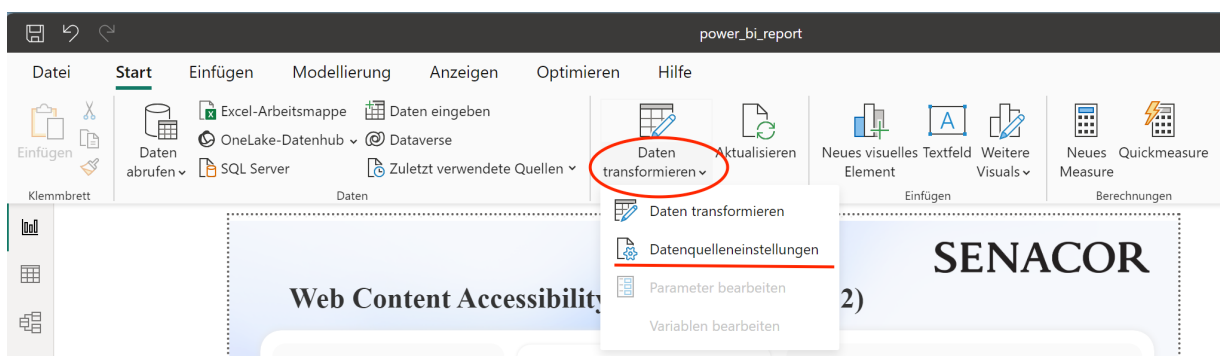 power_bi_report
Datei Start Einfügen Modellierung Anzeigen Optimieren Hilfe
Einfügen
Klemmbrett
Daten
abrufen
Excel-Arbeitsmappe
OneLake-Datenhub
SQL Server
Daten eingeben
Dataverse
Zuletzt verwendete Quellen
Daten
Daten
transformieren
Aktualisieren
Neues visuelles
Element
Textfeld
A
Weitere
Visuals
Einfügen
Neues
Measure
Quickmeasure
Berechnungen
Daten transformieren
Datenquelleneinstellungen
Parameter bearbeiten
Variablen bearbeiten
SENACOR
Web Content Accessibility 2)